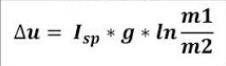 Δu = I_sp * g * ln m1/m2